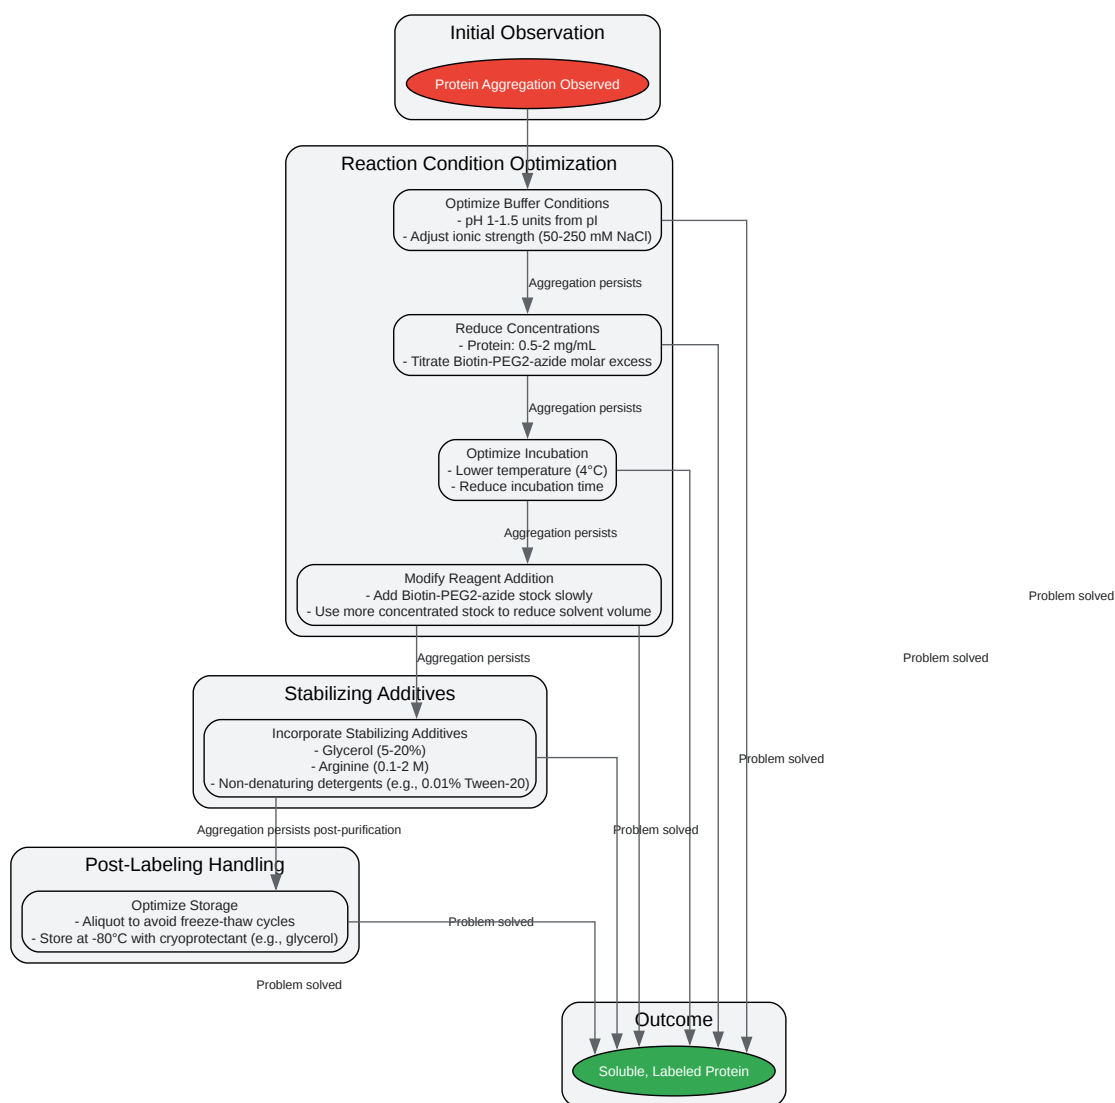 Initial Observation
Protein Aggregation Observed
Reaction Condition Optimization
Optimize Buffer Conditions
- pH 1-1.5 units from pI
- Adjust ionic strength (50-250 mM NaCl)
Aggregation persists
Reduce Concentrations
- Protein: 0.5-2 mg/mL
- Titrate Biotin-PEG2-azide molar excess
Aggregation persists
Optimize Incubation
- Lower temperature (4°C)
- Reduce incubation time
Aggregation persists
Modify Reagent Addition
- Add Biotin-PEG2-azide stock slowly
- Use more concentrated stock to reduce solvent volume
Problem solved
Aggregation persists
Problem solved
Stabilizing Additives
Incorporate Stabilizing Additives
- Glycerol (5-20%)
- Arginine (0.1-2 M)
- Non-denaturing detergents (e.g., 0.01% Tween-20)
Problem solved
Aggregation persists post-purification
Problem solved
Post-Labeling Handling
Optimize Storage
- Aliquot to avoid freeze-thaw cycles
- Store at -80°C with cryoprotectant (e.g., glycerol)
Problem solved
Problem solved
Outcome
Soluble, Labeled Protein